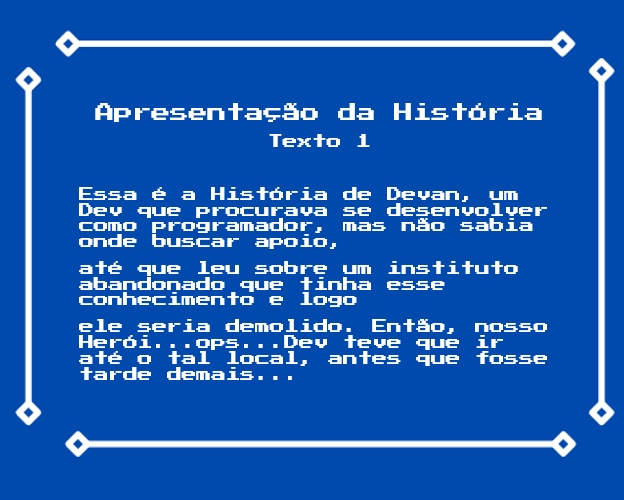 Apresentação da História
Texto 1
Essa é a História de Devan, um
Dev que procurava se desenvolver
como programador, mas não sabia
onde buscar apoio,
até que leu sobre um instituto
abandonado que tinha esse
conhecimento e logo
ele seria demolido. Então, nosso
Herói...ops...Dev teve que ir
até o tal local, antes que fosse
tarde demais...